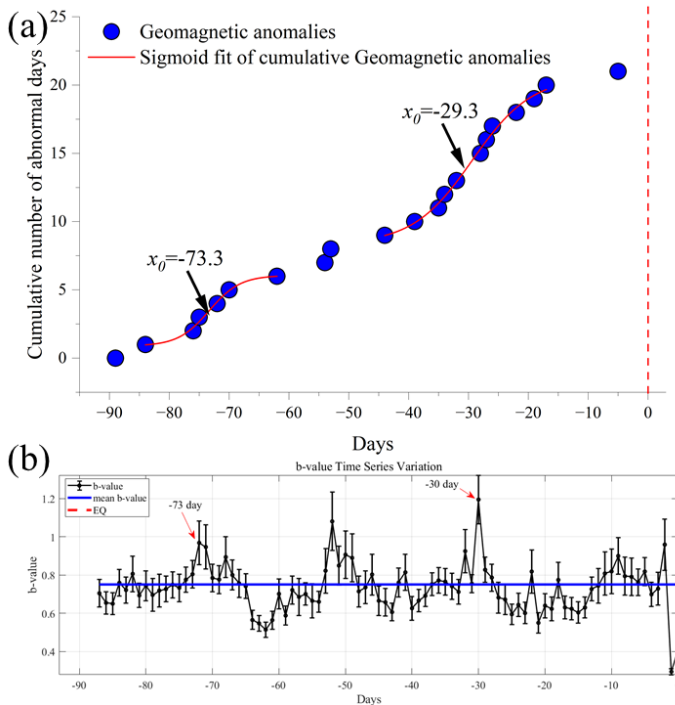 (a)
Geomagnetic anomalies
Sigmoid fit of cumulative Geomagnetic anomalies
x0=-29.3
x0=-73.3
Cumulative number of abnormal days
25
20
15
10
5
0
−90 −80 −70 −60 −50 −40 −30 −20 −10 0
Days
(b)
b-value Time Series Variation
b-value
mean b-value
EQ
-73 day
-30 day
b-value
1.2
1
0.8
0.6
0.4
-90 -80 -70 -60 -50 -40 -30 -20 -10
Days